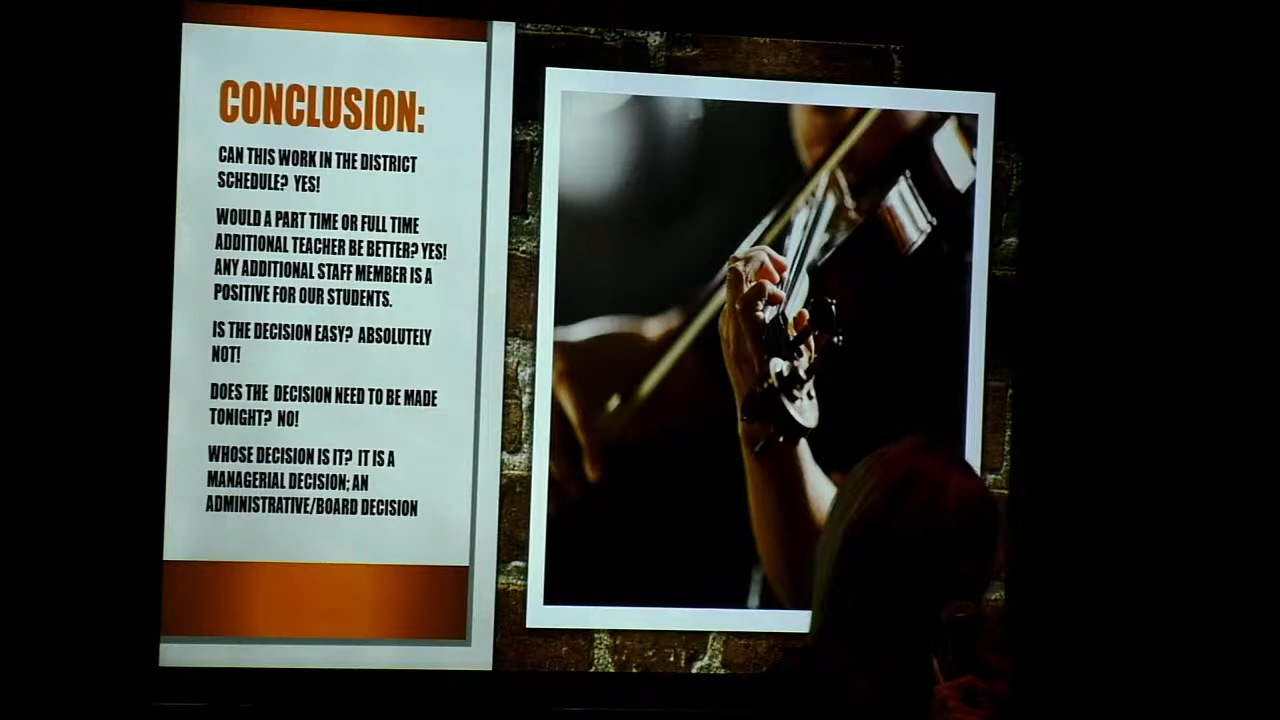 CONCLUSION:
CAN THIS WORK IN THE DISTRICT
SCHEDULE? YES!
WOULD A PART TIME OR FULL TIME
ADDITIONAL TEACHER BE BETTER? YES!
ANY ADDITIONAL STAFF MEMBER IS A
POSITIVE FOR OUR STUDENTS.
IS THE DECISION EASY? ABSOLUTELY
NOT!
DOES THE DECISION NEED TO BE MADE
TONIGHT? NO!
WHOSE DECISION IS IT? IT IS A
MANAGERIAL DECISION; AN
ADMINISTRATIVE/BOARD DECISION